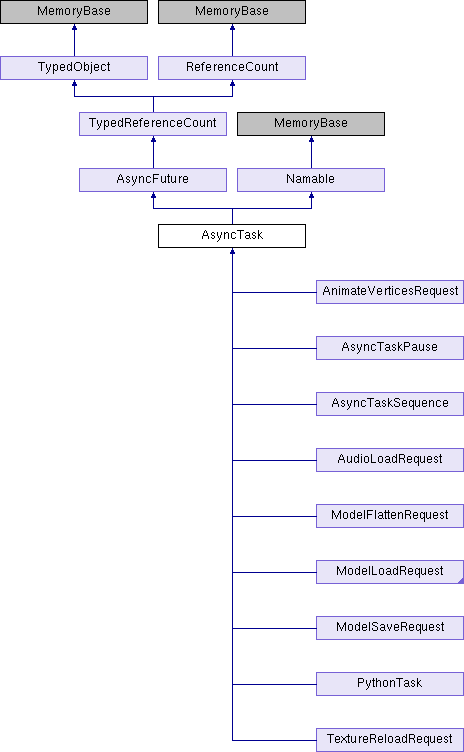 MemoryBase
MemoryBase
TypedObject
ReferenceCount
TypedReferenceCount
MemoryBase
AsyncFuture
Namable
AsyncTask
AnimateVerticesRequest
AsyncTaskPause
AsyncTaskSequence
AudioLoadRequest
ModelFlattenRequest
ModelLoadRequest
ModelSaveRequest
PythonTask
TextureReloadRequest